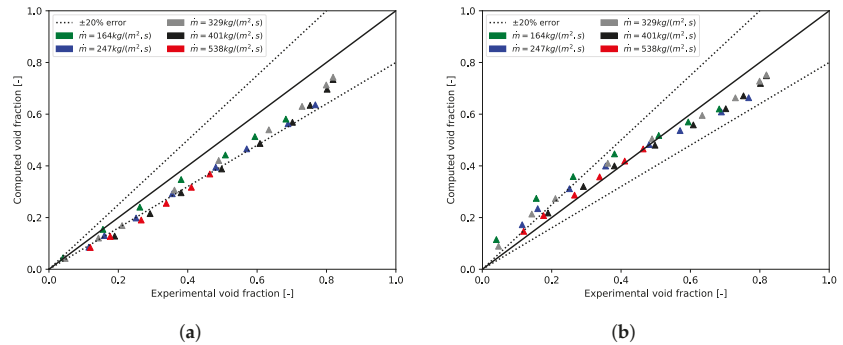 ±20% error
ṁ = 164kg/(m², s)
ṁ = 247kg/(m², s)
ṁ = 329kg/(m², s)
ṁ = 401kg/(m², s)
ṁ = 538kg/(m², s)
Computed void fraction [-]
1.0
0.8
0.6
0.4
0.2
0.0
0.0 0.2 0.4 0.6 0.8 1.0
Experimental void fraction [-]
(a)
±20% error
ṁ = 164kg/(m², s)
ṁ = 247kg/(m², s)
ṁ = 329kg/(m², s)
ṁ = 401kg/(m², s)
ṁ = 538kg/(m², s)
Computed void fraction [-]
1.0
0.8
0.6
0.4
0.2
0.0
0.0 0.2 0.4 0.6 0.8 1.0
Experimental void fraction [-]
(b)